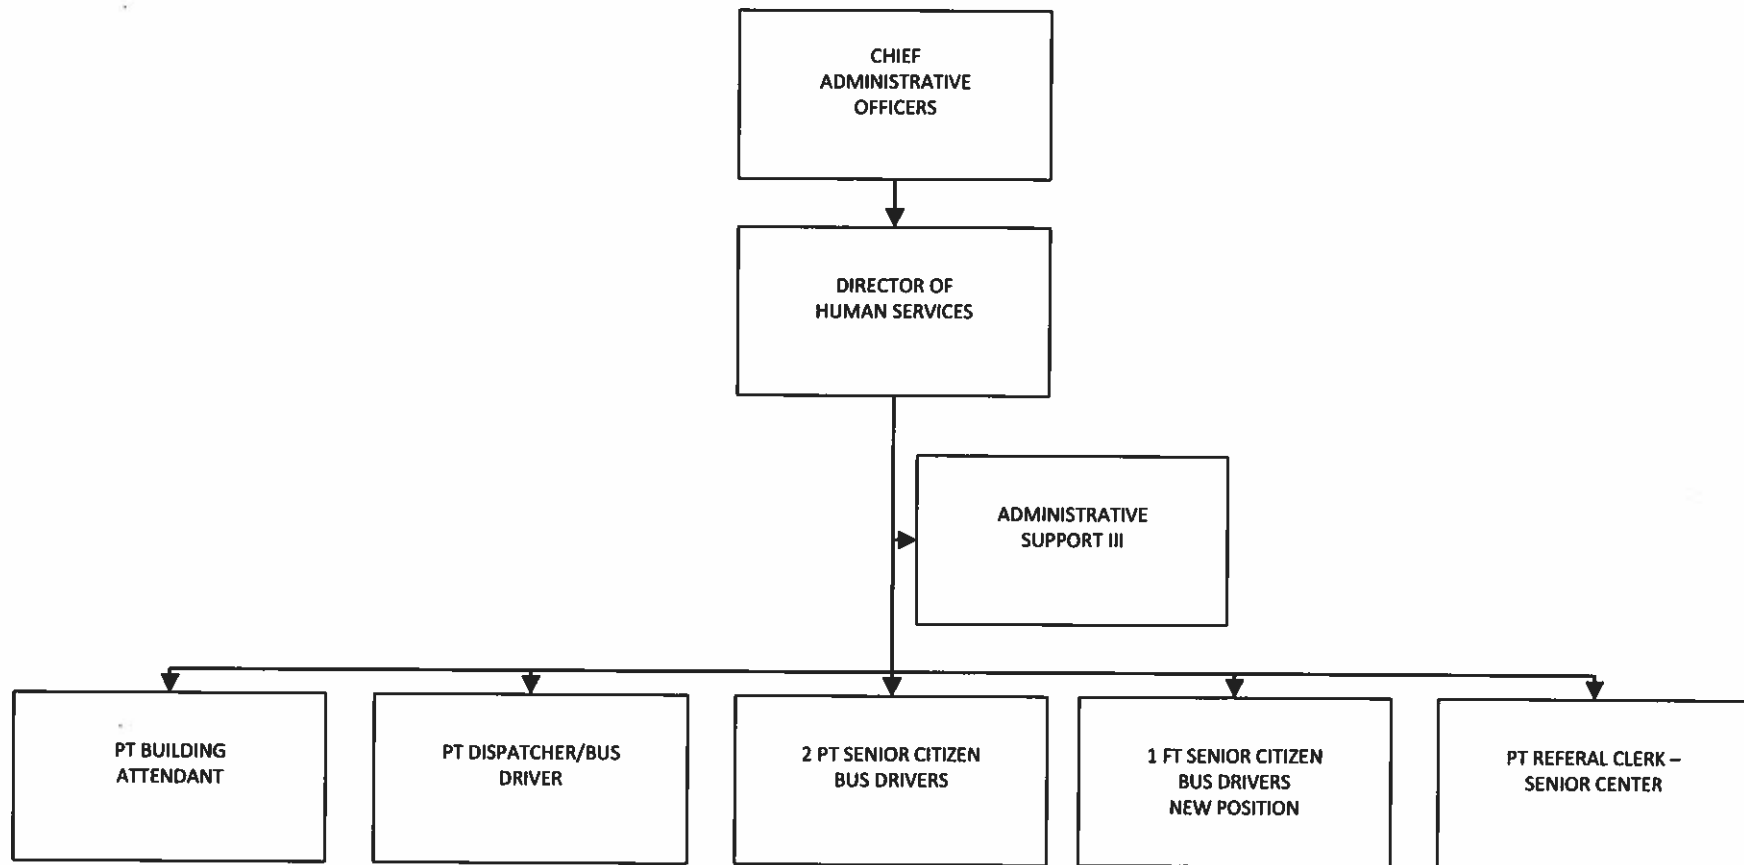 CHIEF
ADMINISTRATIVE
OFFICERS
DIRECTOR OF
HUMAN SERVICES
ADMINISTRATIVE
SUPPORT III
PT BUILDING
ATTENDANT
PT DISPATCHER/BUS
DRIVER
2 PT SENIOR CITIZEN
BUS DRIVERS
1 FT SENIOR CITIZEN
BUS DRIVERS
NEW POSITION
PT REFERAL CLERK –
SENIOR CENTER